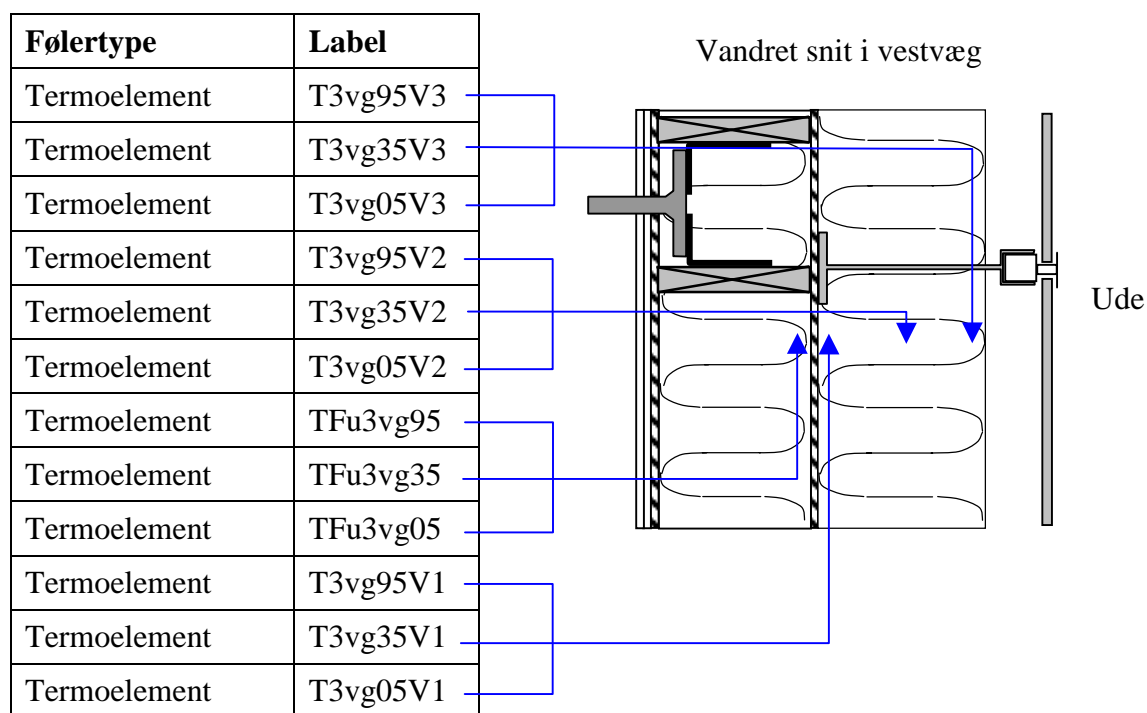 Følertype Label
Termoelement T3vg95V3
Termoelement T3vg35V3
Termoelement T3vg05V3
Termoelement T3vg95V2
Termoelement T3vg35V2
Termoelement T3vg05V2
Termoelement TFu3vg95
Termoelement TFu3vg35
Termoelement TFu3vg05
Termoelement T3vg95V1
Termoelement T3vg35V1
Termoelement T3vg05V1
Vandret snit i vestvæg
Ude